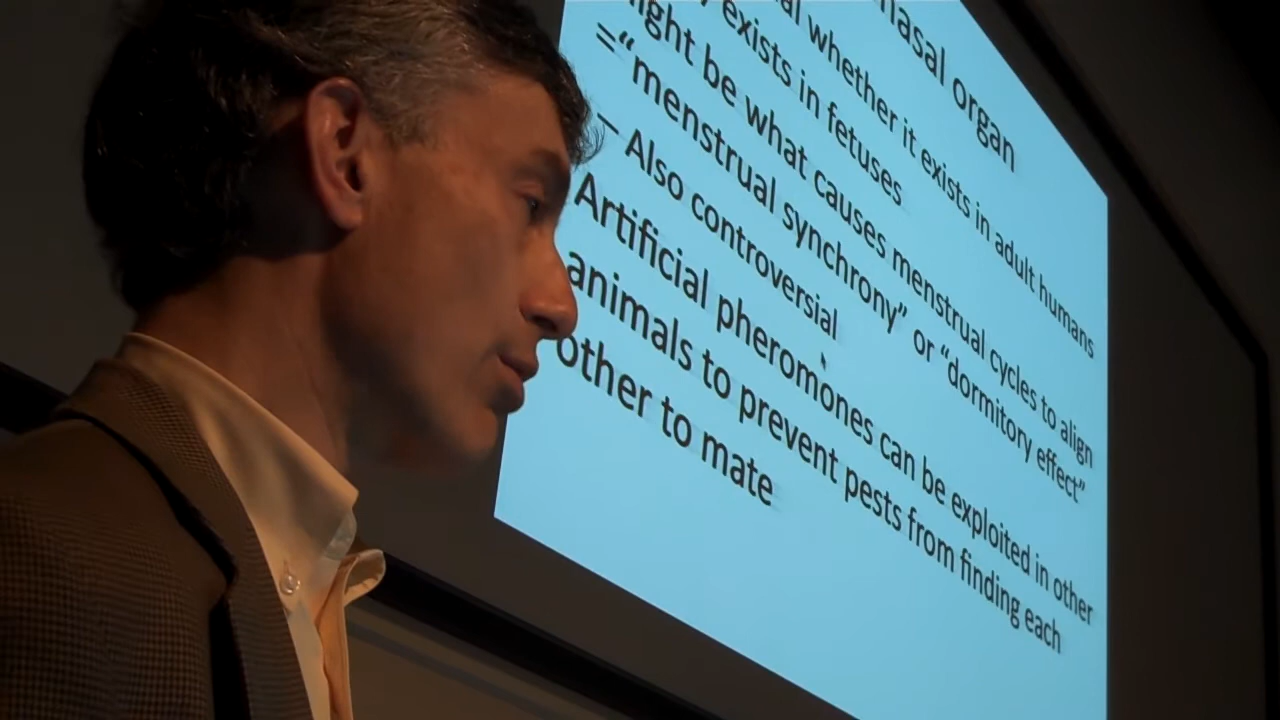 nasal organ
whether it exists in adult humans
exists in fetuses
ight be what causes menstrual cycles to align
="menstrual synchrony" or "dormitory effect"
– Also controversial
Artificial pheromones can be exploited in other
animals to prevent pests from finding each
other to mate